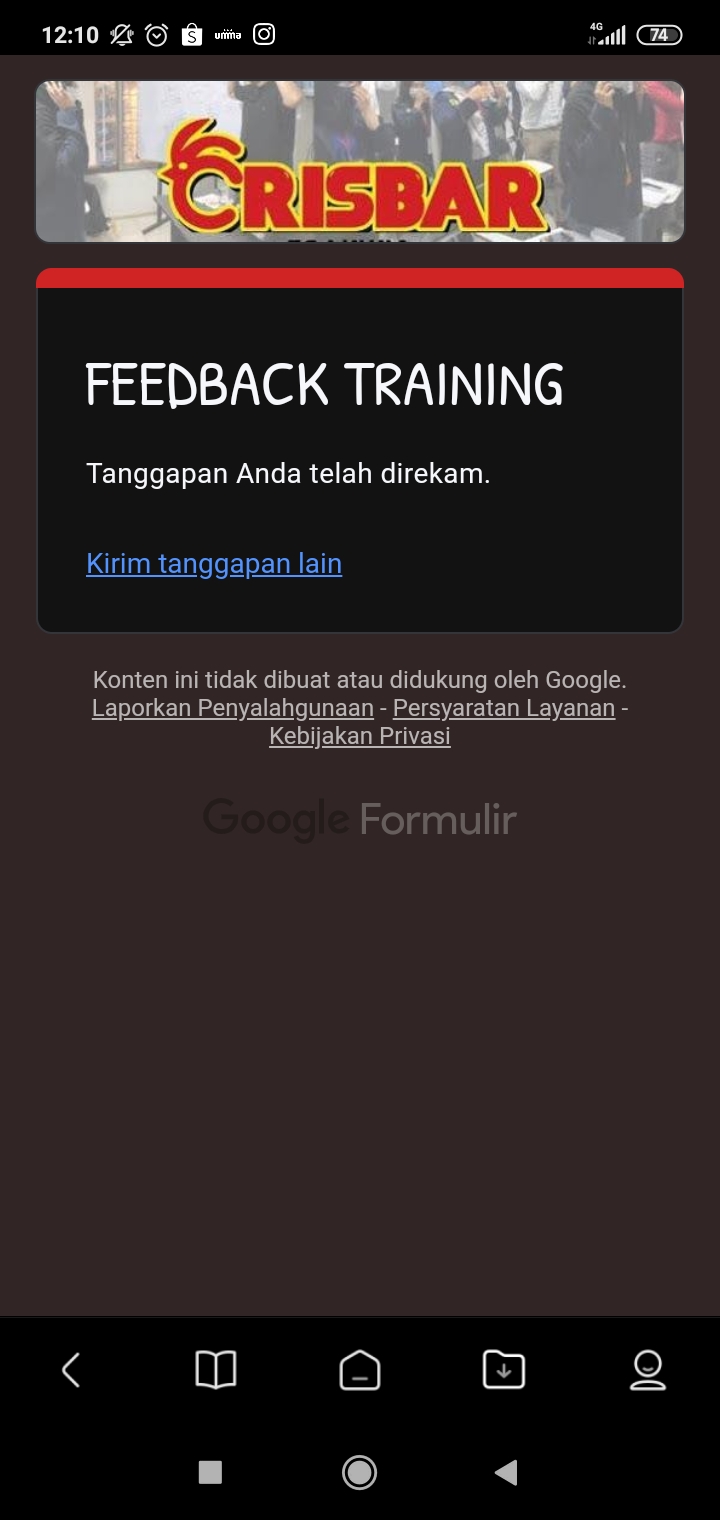 12:10
umma
4G
74
CRISBAR
FEEDBACK TRAINING
Tanggapan Anda telah direkam.
Kirim tanggapan lain
Konten ini tidak dibuat atau didukung oleh Google.
Laporkan Penyalahgunaan - Persyaratan Layanan -
Kebijakan Privasi
Google Formulir